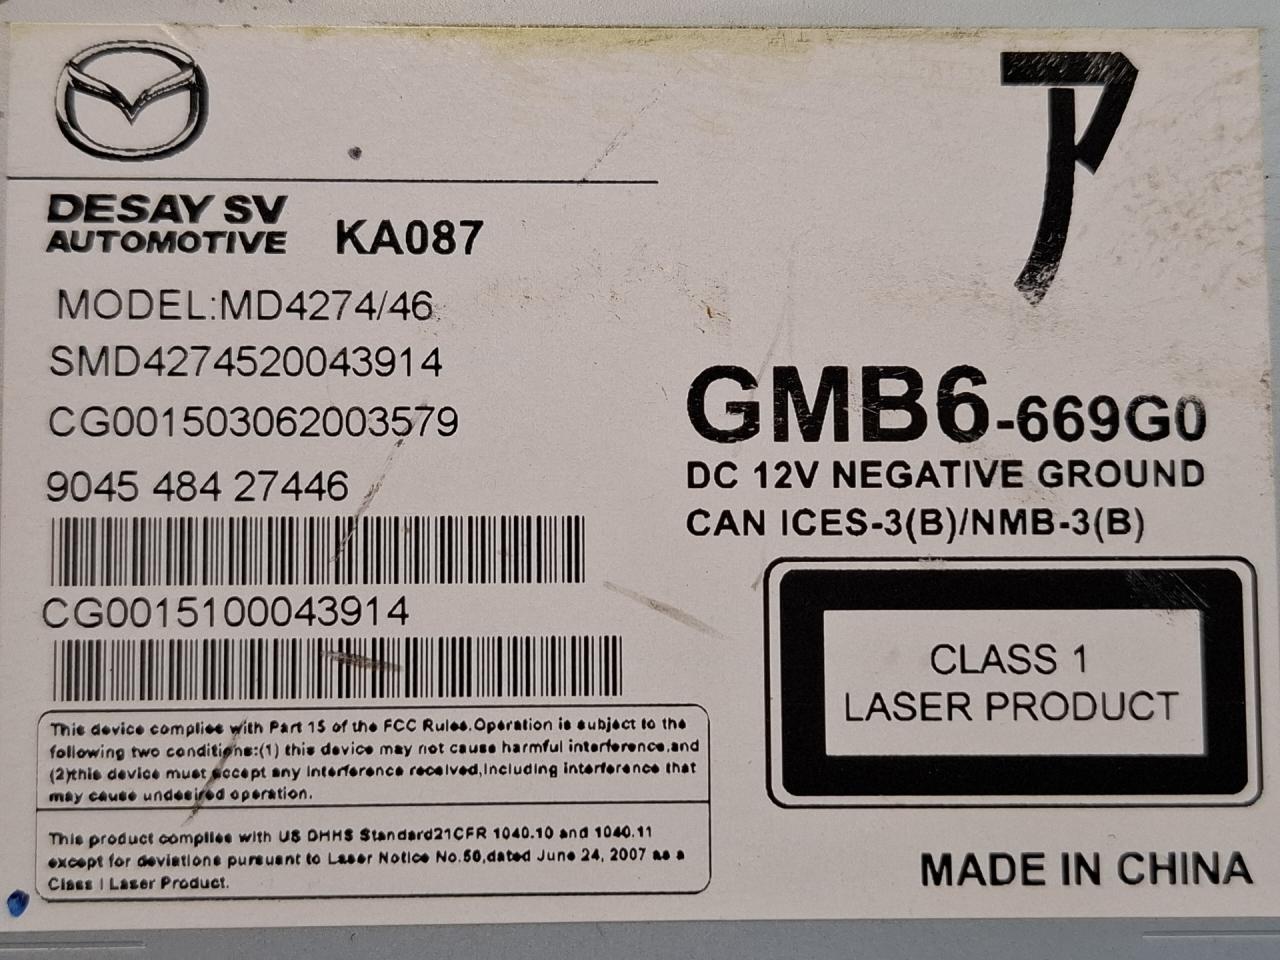 DESAY SV
AUTOMOTIVE KA087
MODEL:MD4274/46
SMD4274520043914
CG001503062003579
9045 484 27446
CG0015100043914
This device complies with Part 15 of the FCC Rules.Operation is subject to the
following two conditions:(1) this device may not cause harmful interference,and
(2)this device must accept any interference received,including interference that
may cause undesired operation.
This product complies with US DHHS Standard21CFR 1040.10 and 1040.11
except for deviations pursuant to Laser Notice No.50,dated June 24, 2007 as a
Class I Laser Product.
ア
GMB6-669G0
DC 12V NEGATIVE GROUND
CAN ICES-3(B)/NMB-3(B)
CLASS 1
LASER PRODUCT
MADE IN CHINA